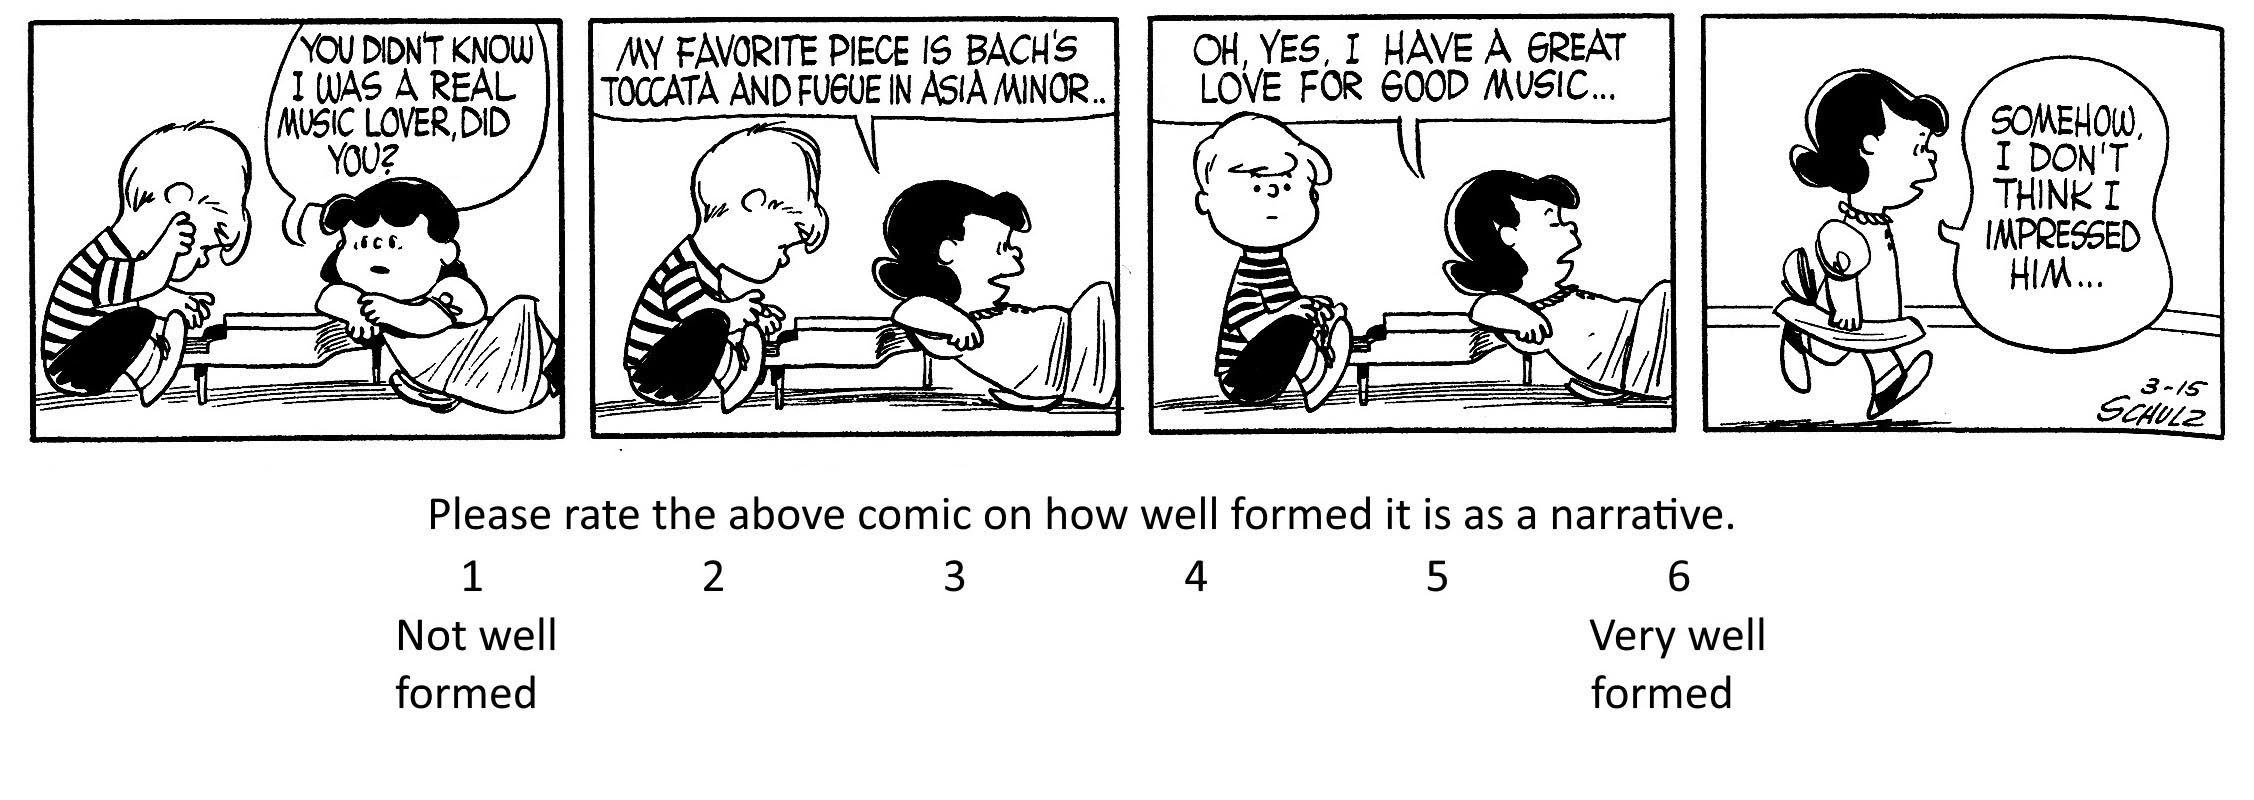 YOU DIDN'T KNOW
I WAS A REAL
MUSIC LOVER, DID
YOU?
MY FAVORITE PIECE IS BACH'S
TOCCATA AND FUGUE IN ASIA MINOR..
OH, YES, I HAVE A GREAT
LOVE FOR GOOD MUSIC...
SOMEHOW,
I DON'T
THINK I
IMPRESSED
HIM...
3-15
SCHULZ
Please rate the above comic on how well formed it is as a narrative.
1 2 3 4 5 6
Not well Very well
formed formed